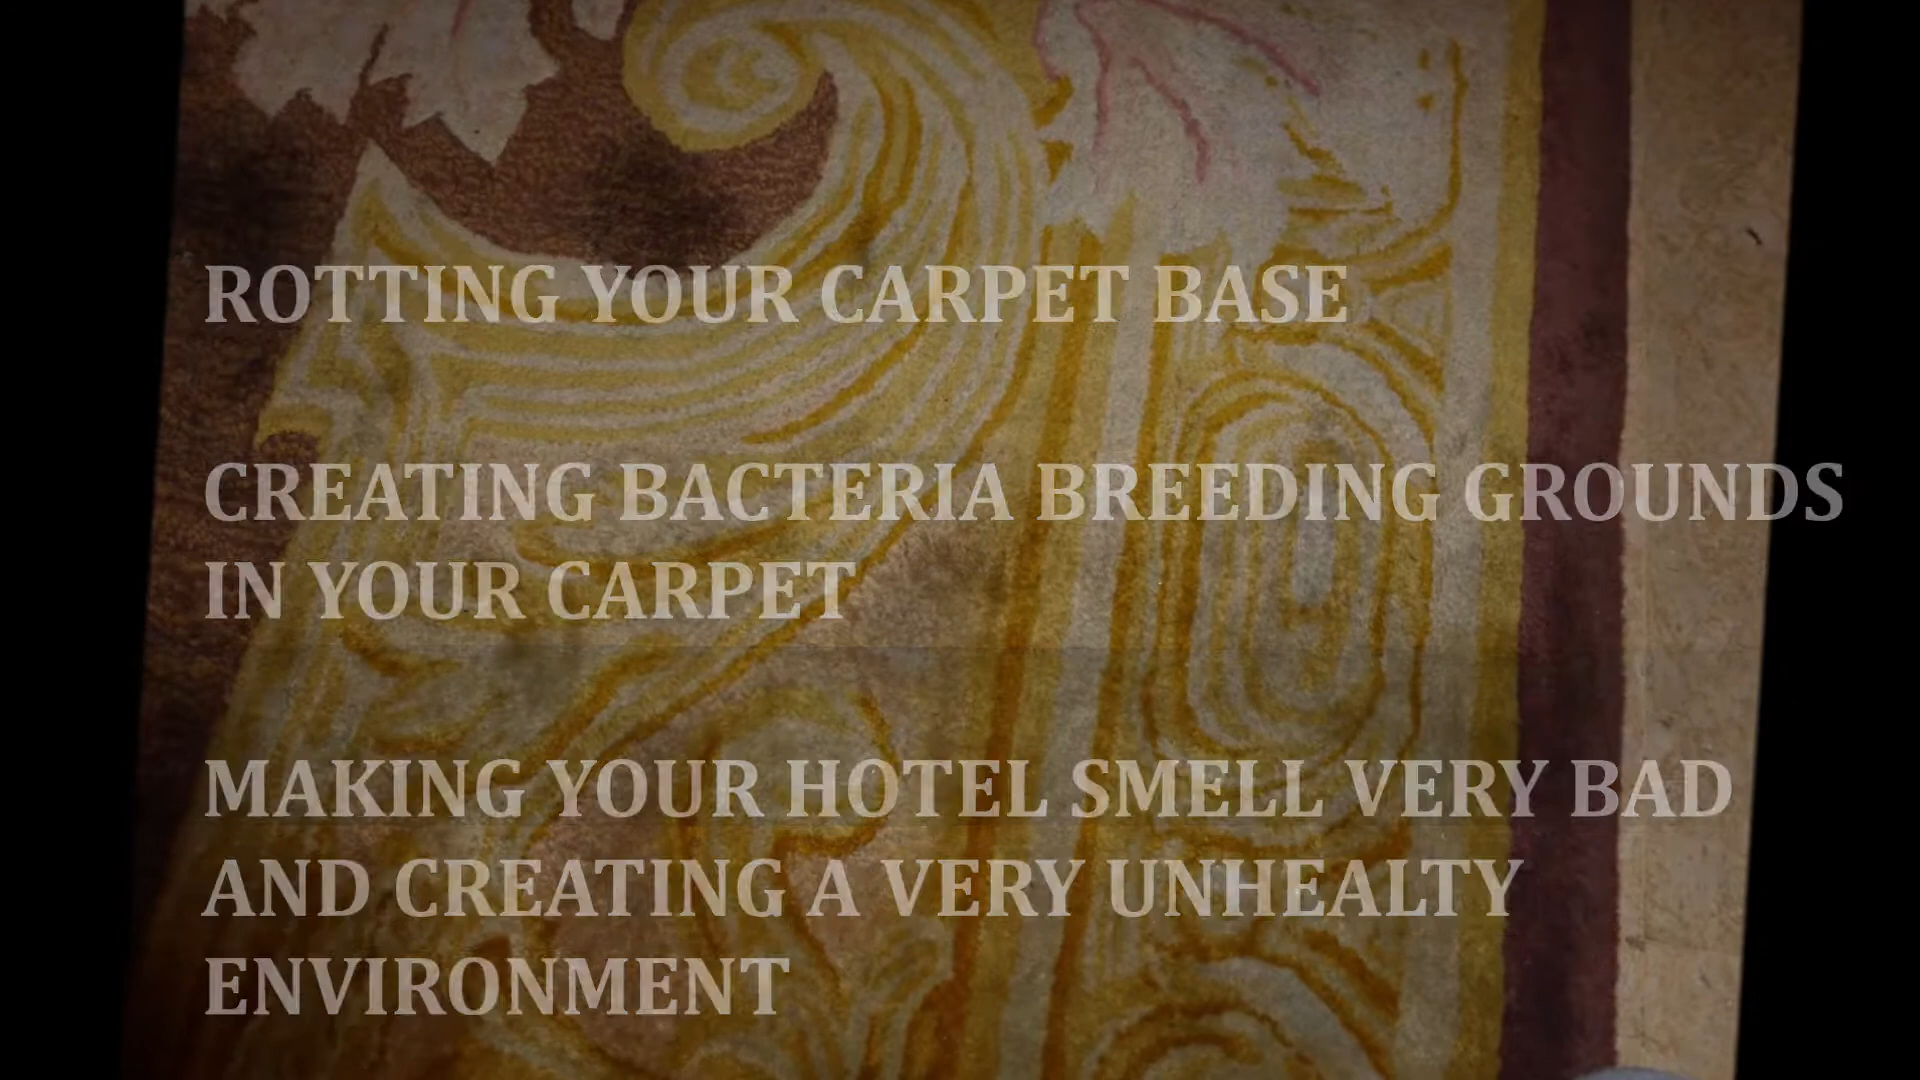 ROTTING YOUR CARPET BASE
CREATING BACTERIA BREEDING GROUNDS
IN YOUR CARPET
MAKING YOUR HOTEL SMELL VERY BAD
AND CREATING A VERY UNHEALTY
ENVIRONMENT